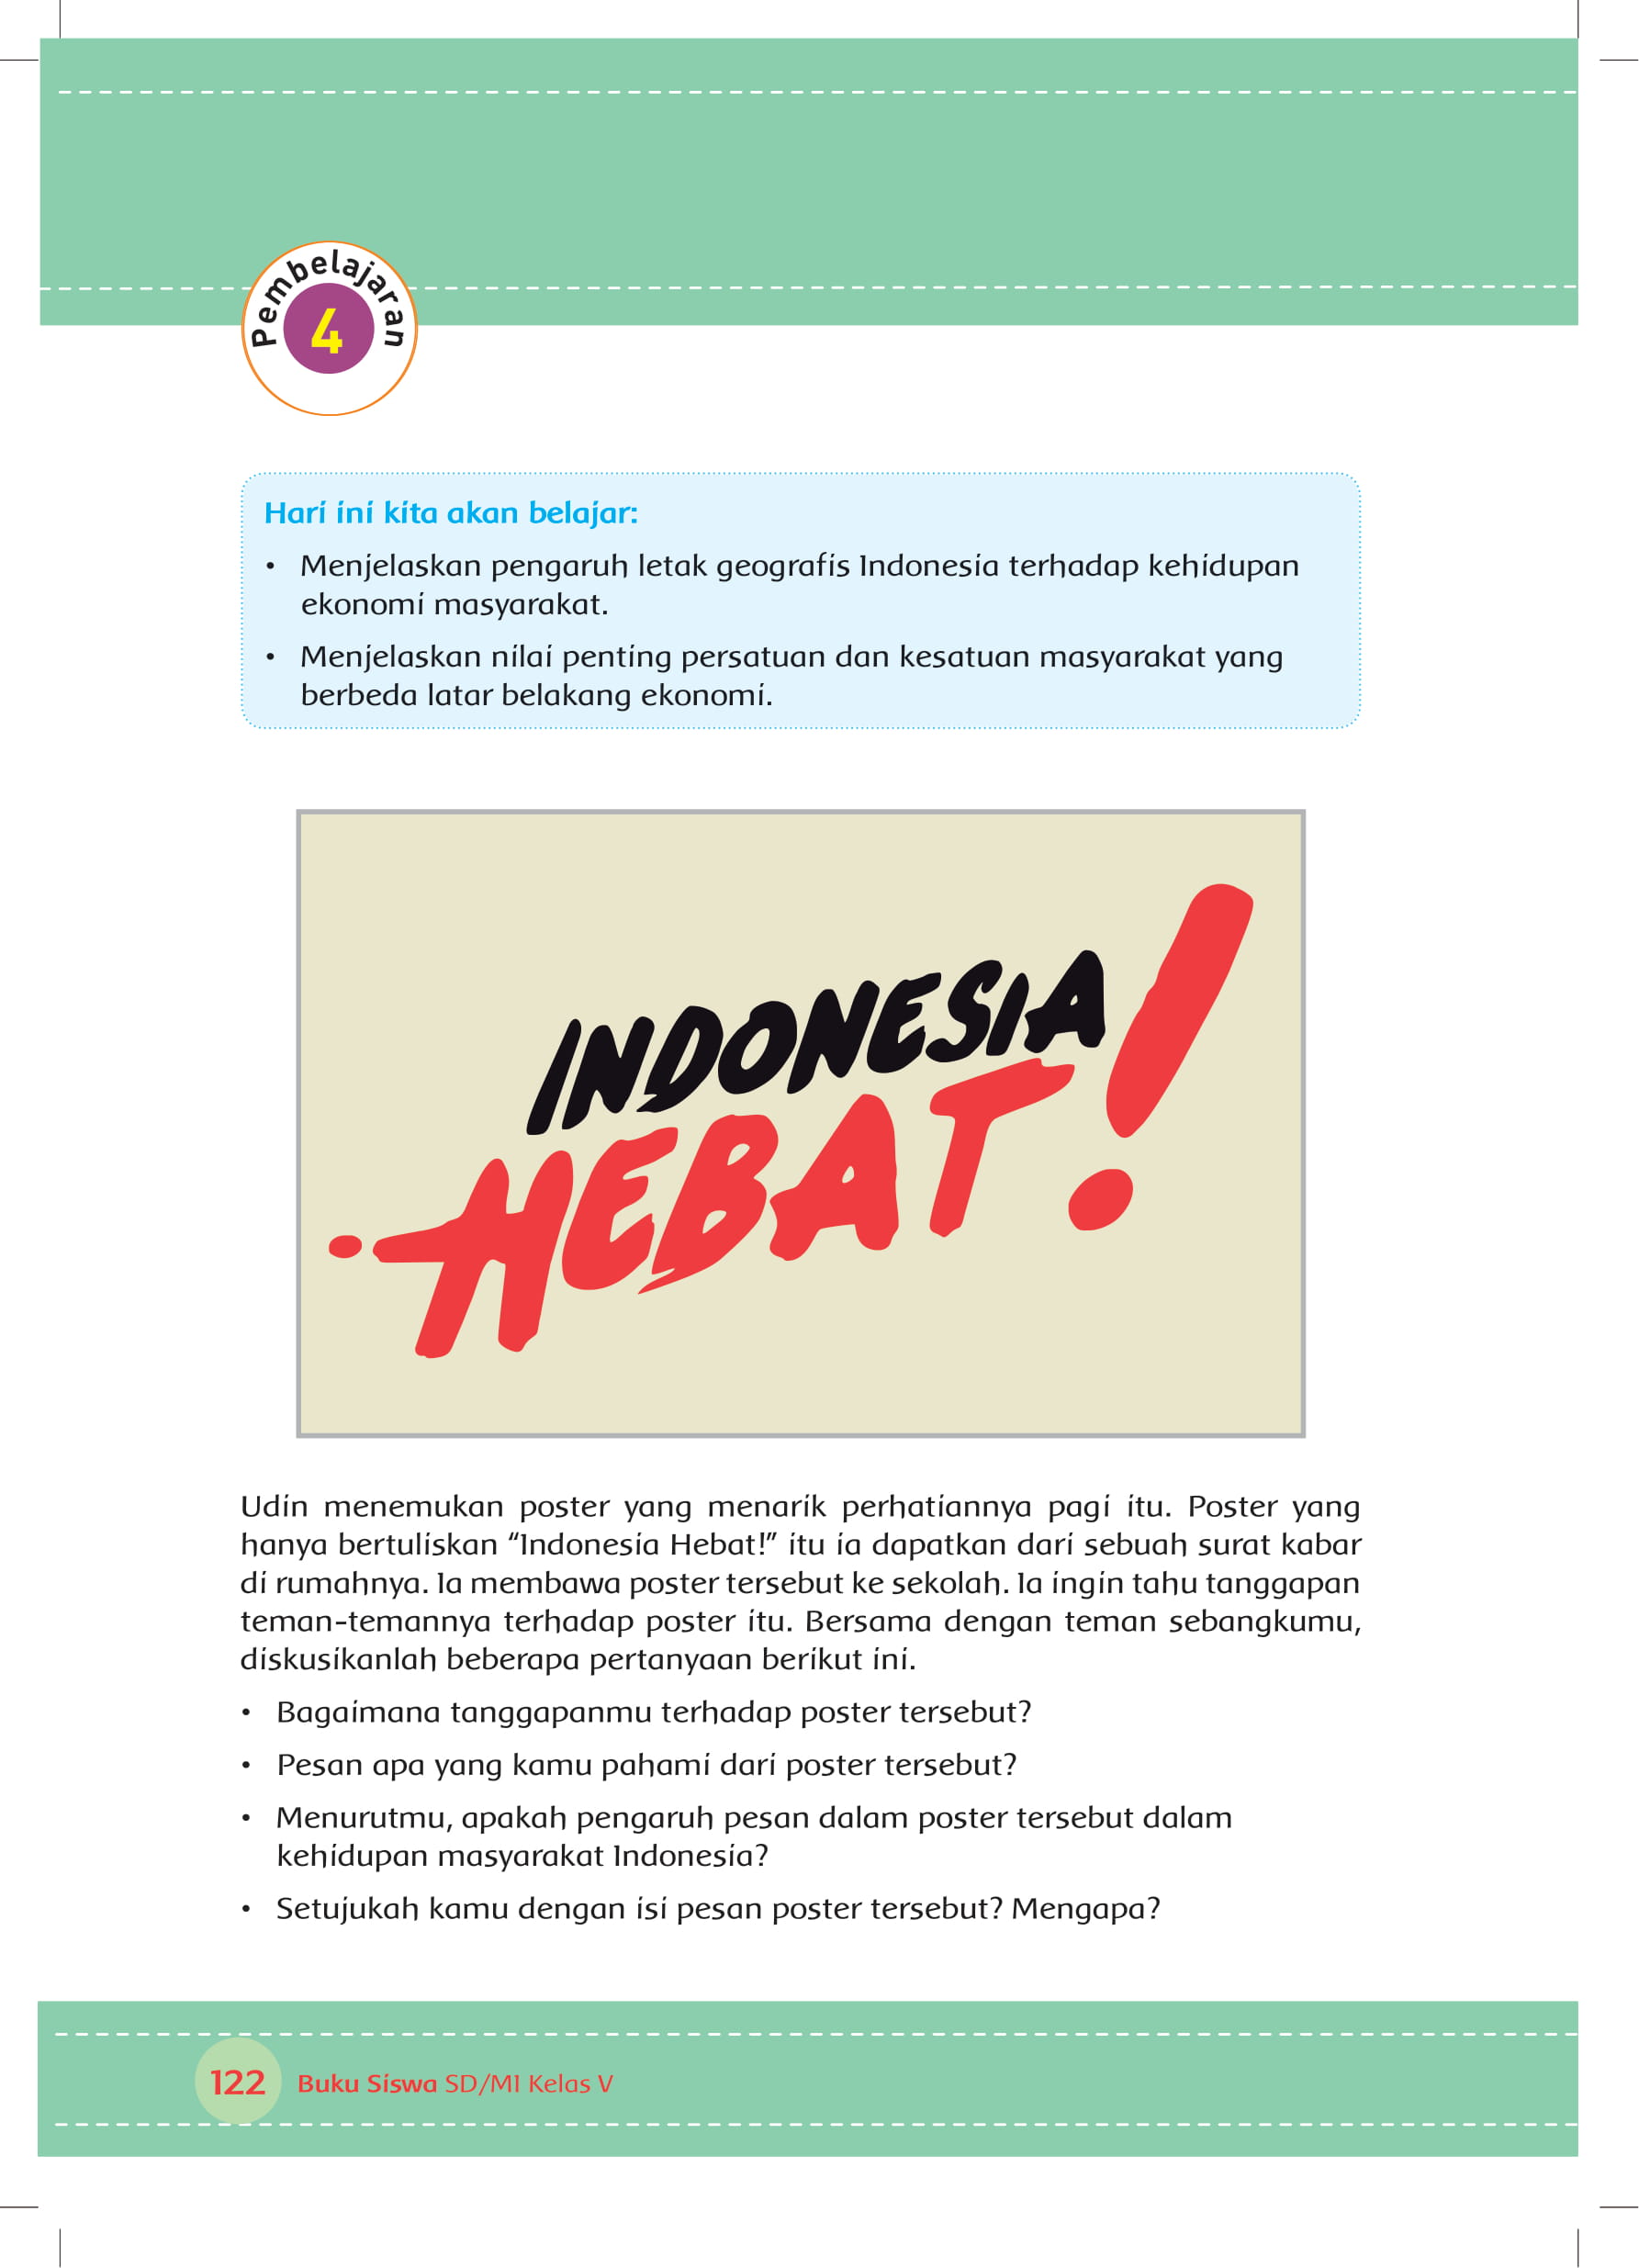 Pembelajaran
4
Hari ini kita akan belajar:
• Menjelaskan pengaruh letak geografis Indonesia terhadap kehidupan
ekonomi masyarakat.
• Menjelaskan nilai penting persatuan dan kesatuan masyarakat yang
berbeda latar belakang ekonomi.
INDONESIA
HEBAT!
Udin menemukan poster yang menarik perhatiannya pagi itu. Poster yang
hanya bertuliskan “Indonesia Hebat!” itu ia dapatkan dari sebuah surat kabar
di rumahnya. Ia membawa poster tersebut ke sekolah. Ia ingin tahu tanggapan
teman-temannya terhadap poster itu. Bersama dengan teman sebangkumu,
diskusikanlah beberapa pertanyaan berikut ini.
• Bagaimana tanggapanmu terhadap poster tersebut?
• Pesan apa yang kamu pahami dari poster tersebut?
• Menurutmu, apakah pengaruh pesan dalam poster tersebut dalam
kehidupan masyarakat Indonesia?
• Setujukah kamu dengan isi pesan poster tersebut? Mengapa?
122 Buku Siswa SD/MI Kelas V